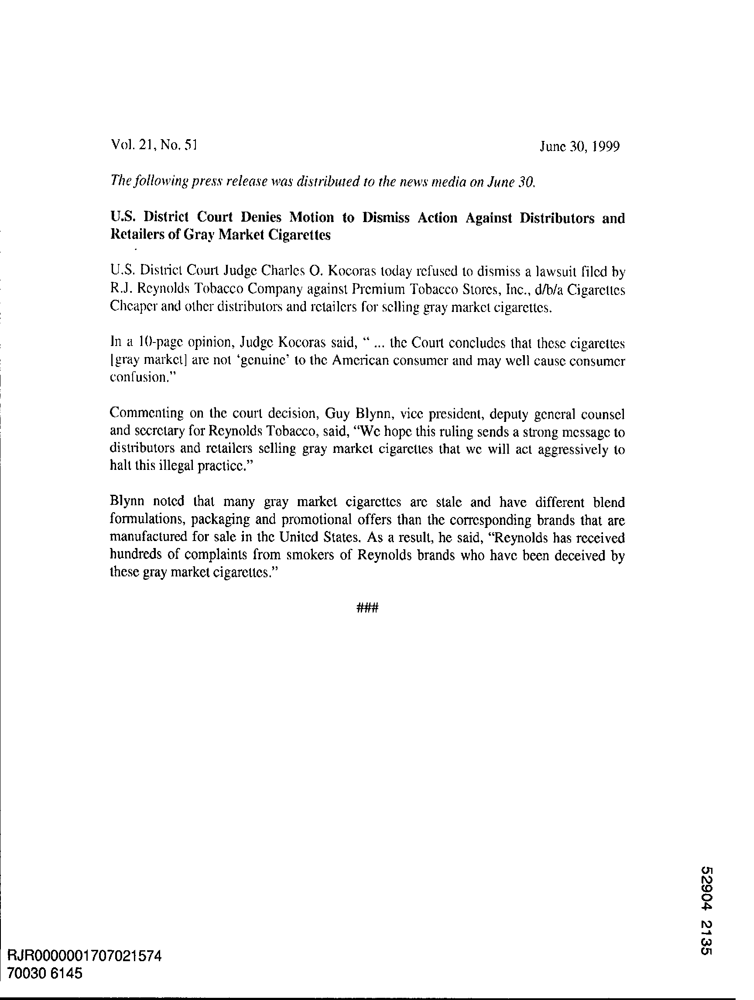 Vol. 21, No. 51
June 30, 1999
The following press release was distributed to the news media on June 30.
U.S. District Court Denies Motion to Dismiss Action Against Distributors and
Retailers of Gray Market Cigarettes
U.S. District Court Judge Charles O. Kocoras today refused to dismiss a lawsuit filed by
R.J. Reynolds Tobacco Company against Premium Tobacco Stores, Inc., d/b/a Cigarettes
Cheaper and other distributors and retailers for selling gray market cigarettes.
In a 10-page opinion, Judge Kocoras said, “ ... the Court concludes that these cigarettes
[gray market] are not ‘genuine’ to the American consumer and may well cause consumer
confusion.”
Commenting on the court decision, Guy Blynn, vice president, deputy general counsel
and secretary for Reynolds Tobacco, said, “We hope this ruling sends a strong message to
distributors and retailers selling gray market cigarettes that we will act aggressively to
halt this illegal practice.”
Blynn noted that many gray market cigarettes are stale and have different blend
formulations, packaging and promotional offers than the corresponding brands that are
manufactured for sale in the United States. As a result, he said, “Reynolds has received
hundreds of complaints from smokers of Reynolds brands who have been deceived by
these gray market cigarettes.”
###
52904 2135
RJR0000001707021574
70030 6145